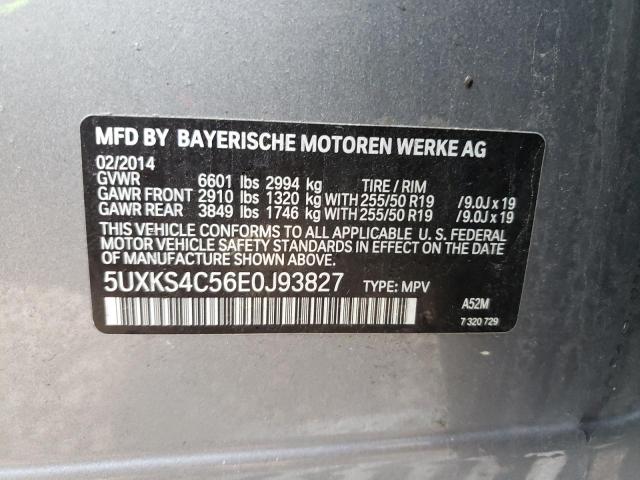 MFD BY BAYERISCHE MOTOREN WERKE AG
02/2014
GVWR 6601 lbs 2994 kg TIRE / RIM
GAWR FRONT 2910 lbs 1320 kg WITH 255/50 R19 /9.0J x 19
GAWR REAR 3849 lbs 1746 kg WITH 255/50 R19 /9.0J x 19
THIS VEHICLE CONFORMS TO ALL APPLICABLE U. S. FEDERAL
MOTOR VEHICLE SAFETY STANDARDS IN EFFECT ON THE DATE
OF MANUFACTURE SHOWN ABOVE.
5UXKS4C56E0J93827 TYPE: MPV
A52M
7 320 729